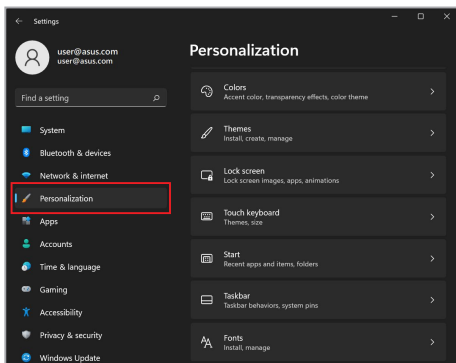 Settings
user@asus.com
user@asus.com
Find a setting
System
Bluetooth & devices
Network & internet
Personalization
Apps
Accounts
Time & language
Gaming
Accessibility
Privacy & security
Windows Update
Personalization
Colors
Accent color, transparency effects, color theme
Themes
Install, create, manage
Lock screen
Lock screen images, apps, animations
Touch keyboard
Themes, size
Start
Recent apps and items, folders
Taskbar
Taskbar behaviors, system pins
Fonts
Install, manage